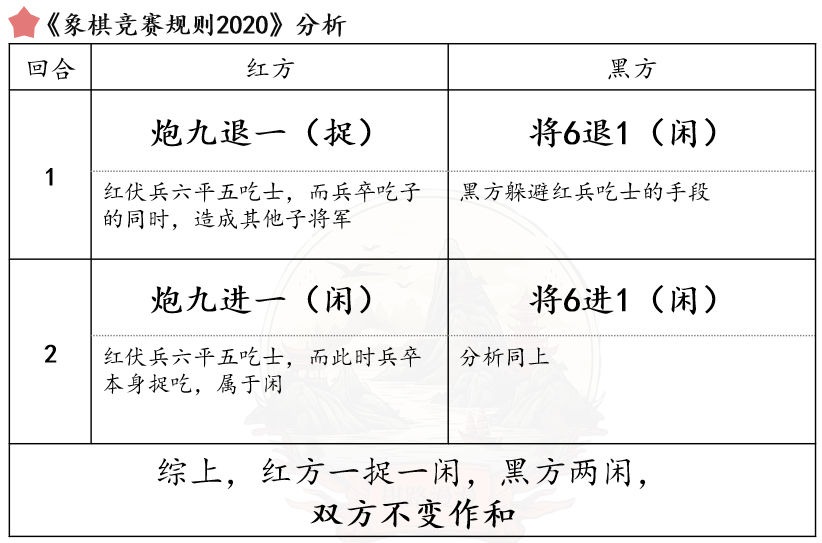 《象棋竞赛规则2020》分析
回合
红方
黑方
1
炮九退一（捉）
将6退1（闲）
红伏兵六平五吃士，而兵卒吃子
的同时，造成其他子将军
黑方躲避红兵吃士的手段
2
炮九进一（闲）
将6进1（闲）
红伏兵六平五吃士，而此时兵卒
本身捉吃，属于闲
分析同上
综上，红方一捉一闲，黑方两闲，
双方不变作和